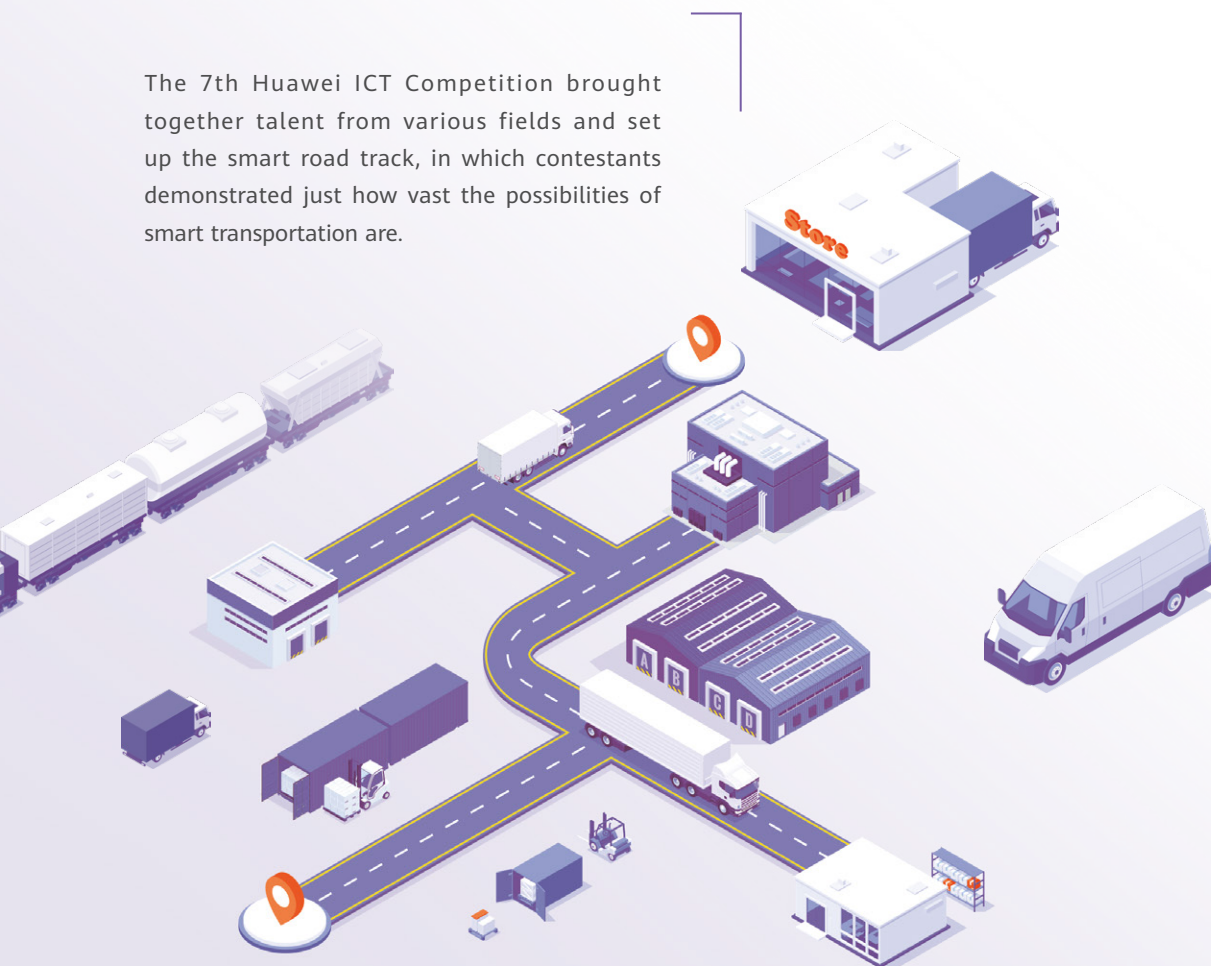 The 7th Huawei ICT Competition brought
together talent from various fields and set
up the smart road track, in which contestants
demonstrated just how vast the possibilities of
smart transportation are.
Store
A
B
C
D